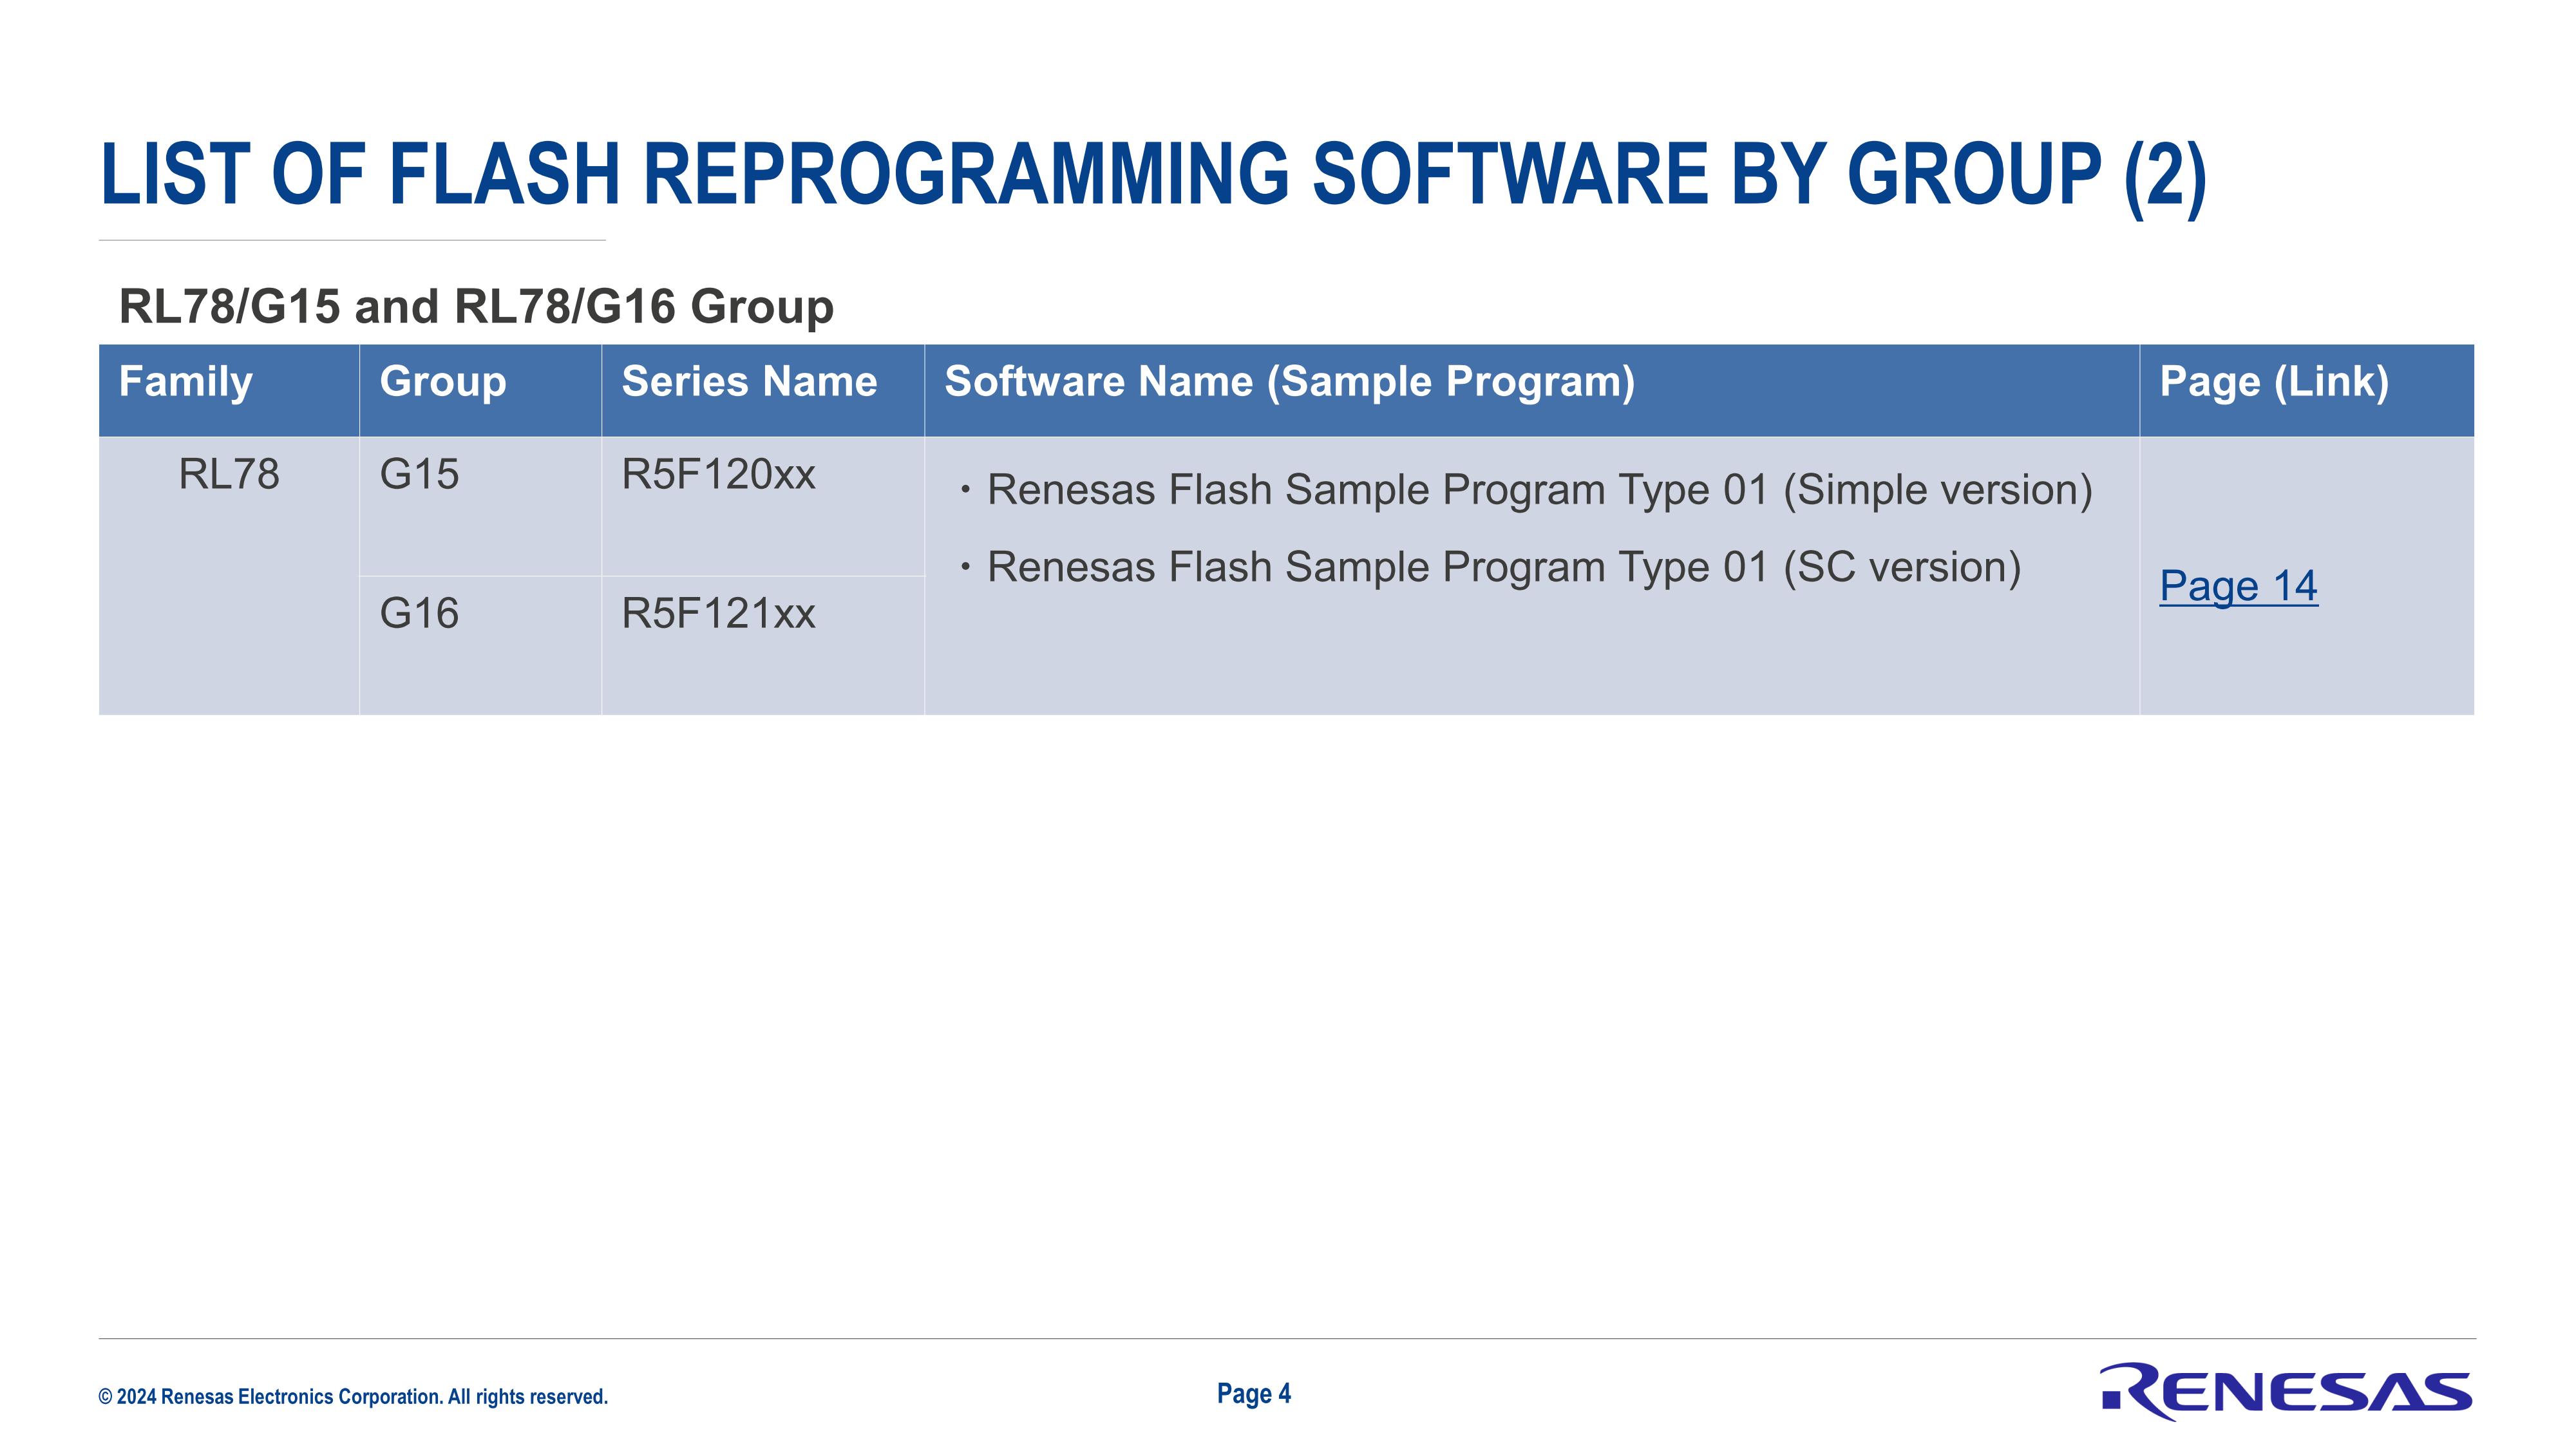 LIST OF FLASH REPROGRAMMING SOFTWARE BY GROUP (2)
RL78/G15 and RL78/G16 Group
Family Group Series Name Software Name (Sample Program) Page (Link)
RL78 G15 R5F120xx
・Renesas Flash Sample Program Type 01 (Simple version)
・Renesas Flash Sample Program Type 01 (SC version)
Page 14
G16 R5F121xx
© 2024 Renesas Electronics Corporation. All rights reserved.
Page 4
RENESAS